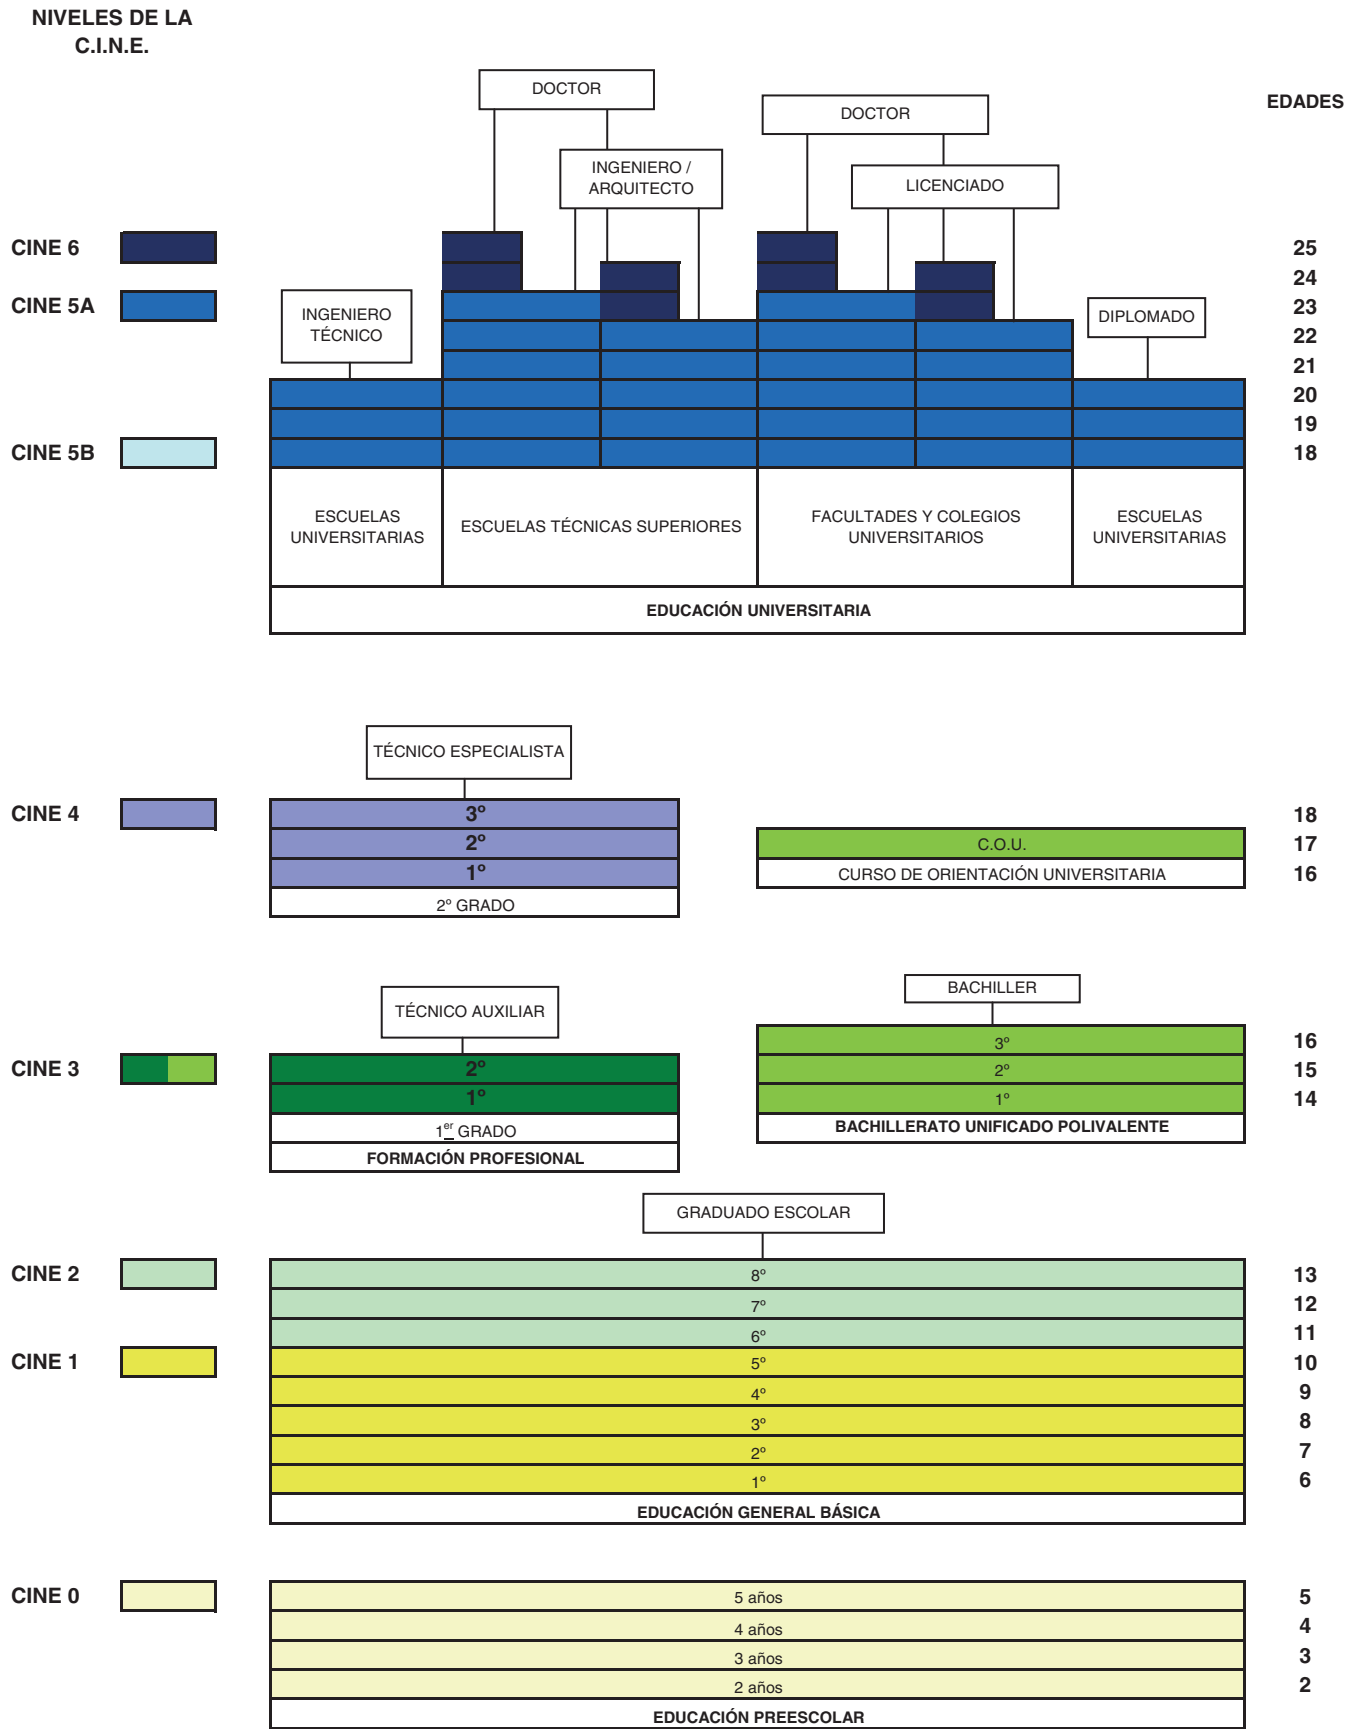 NIVELES DE LA
C.I.N.E.
EDADES
DOCTOR
DOCTOR
INGENIERO /
ARQUITECTO
LICENCIADO
CINE 6
25
24
CINE 5A
23
INGENIERO
TÉCNICO
DIPLOMADO
22
21
20
19
CINE 5B
18
ESCUELAS
UNIVERSITARIAS
ESCUELAS TÉCNICAS SUPERIORES
FACULTADES Y COLEGIOS
UNIVERSITARIOS
ESCUELAS
UNIVERSITARIAS
EDUCACIÓN UNIVERSITARIA
TÉCNICO ESPECIALISTA
CINE 4
3º
18
2º
C.O.U.
17
1º
CURSO DE ORIENTACIÓN UNIVERSITARIA
16
2º GRADO
BACHILLER
TÉCNICO AUXILIAR
3º
16
CINE 3
2º
2º
15
1º
1º
14
1er GRADO
BACHILLERATO UNIFICADO POLIVALENTE
FORMACIÓN PROFESIONAL
GRADUADO ESCOLAR
CINE 2
8º
13
7º
12
6º
11
CINE 1
5º
10
4º
9
3º
8
2º
7
1º
6
EDUCACIÓN GENERAL BÁSICA
CINE 0
5 años
5
4 años
4
3 años
3
2 años
2
EDUCACIÓN PREESCOLAR